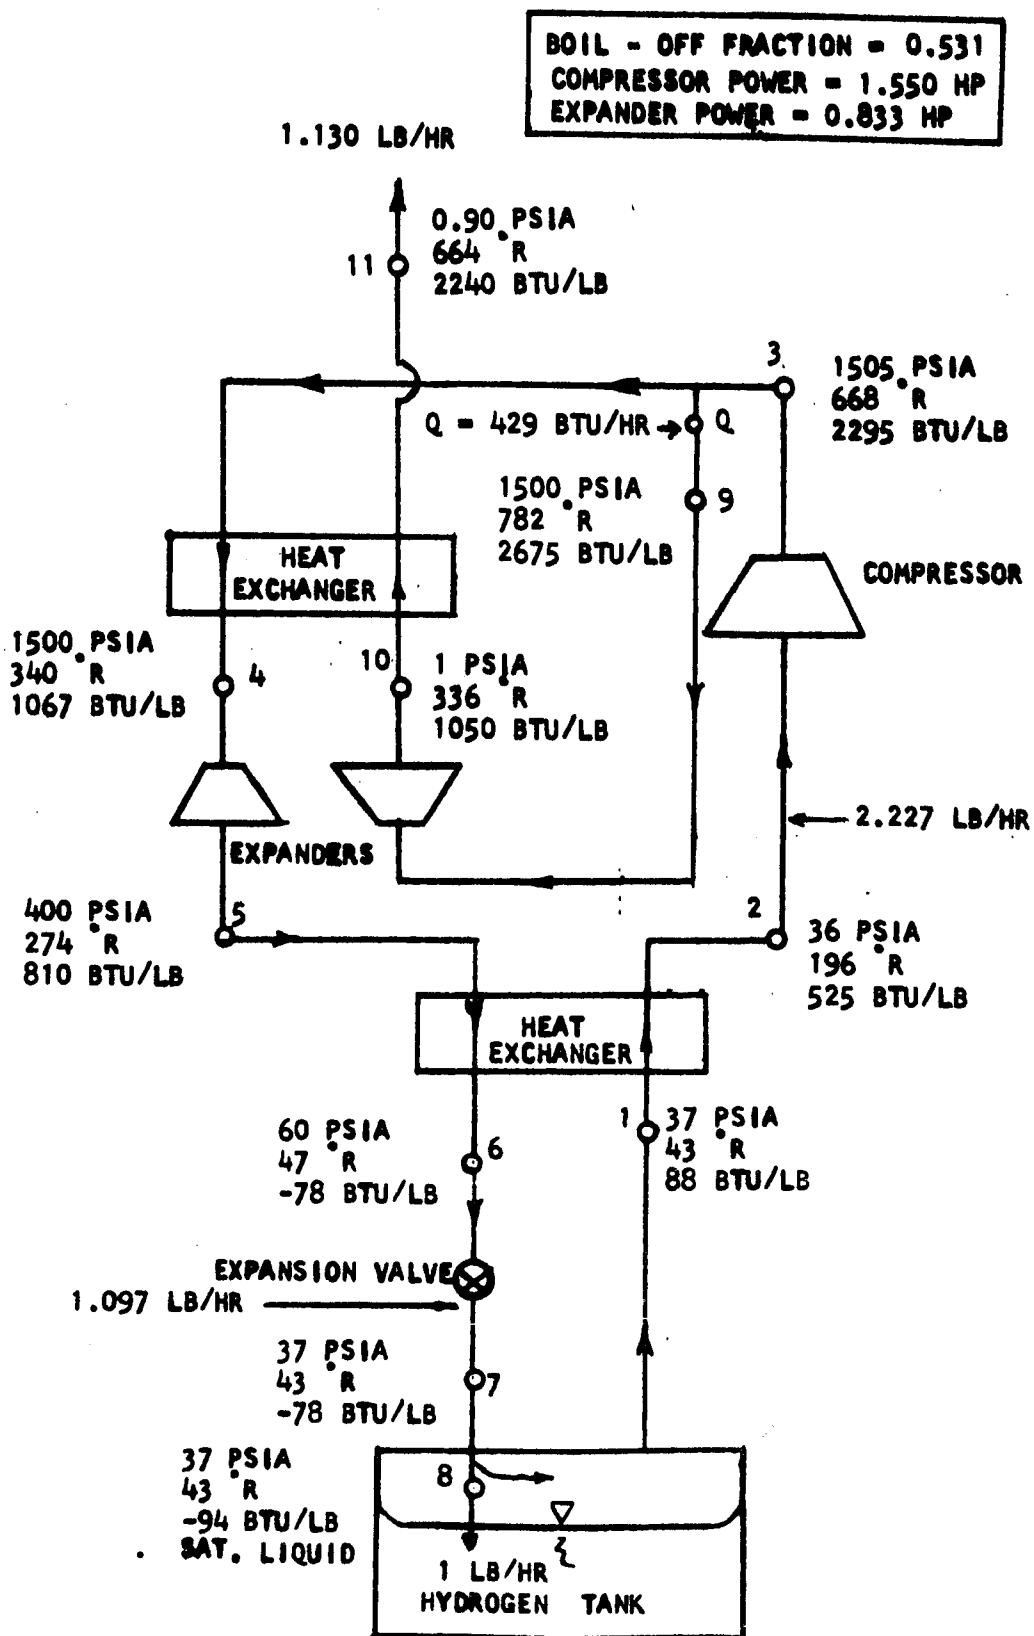 BOIL - OFF FRACTION = 0.531
COMPRESSOR POWER = 1.550 HP
EXPANDER POWER = 0.833 HP
1.130 LB/HR
0.90 PSIA
664 °R
2240 BTU/LB
11
3
1505 PSIA
668 °R
2295 BTU/LB
Q = 429 BTU/HR
Q
1500 PSIA
782 °R
2675 BTU/LB
9
HEAT
EXCHANGER
COMPRESSOR
1500 PSIA
340 °R
1067 BTU/LB
4
10
1 PSIA
336 °R
1050 BTU/LB
2.227 LB/HR
EXPANDERS
400 PSIA
274 °R
810 BTU/LB
5
2
36 PSIA
196 °R
525 BTU/LB
HEAT
EXCHANGER
60 PSIA
47 °R
-78 BTU/LB
6
1
37 PSIA
43 °R
88 BTU/LB
EXPANSION VALVE
1.097 LB/HR
37 PSIA
43 °R
-78 BTU/LB
7
37 PSIA
43 °R
-94 BTU/LB
SAT. LIQUID
8
1 LB/HR
HYDROGEN TANK